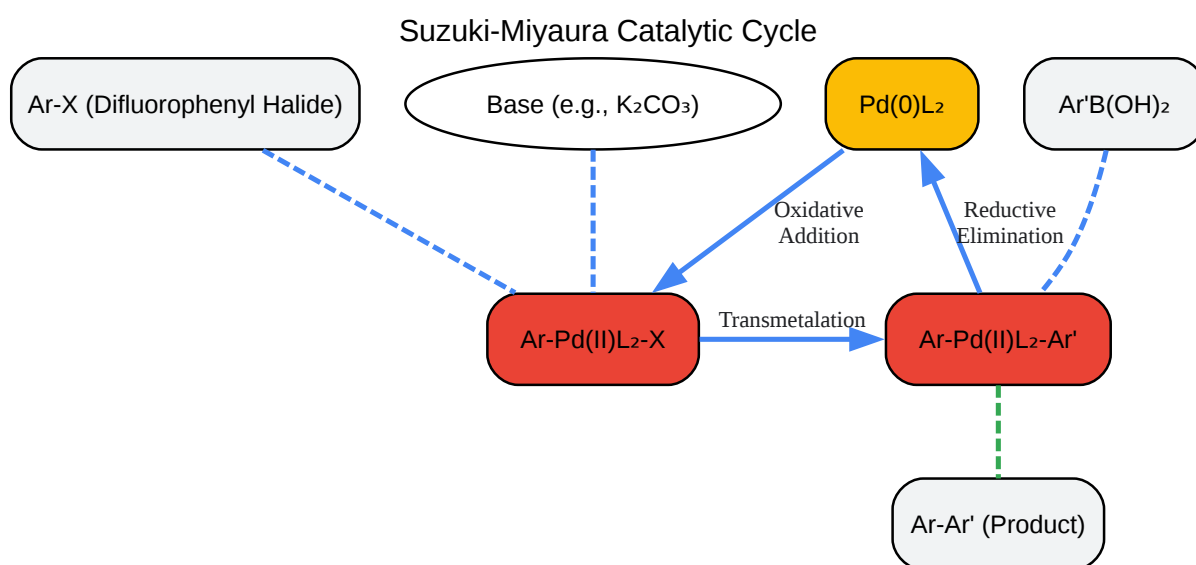 Suzuki-Miyaura Catalytic Cycle
Ar-X (Difluorophenyl Halide)
Base (e.g., K₂CO₃)
Pd(0)L₂
Ar'B(OH)₂
Oxidative
Addition
Reductive
Elimination
Ar-Pd(II)L₂-X
Transmetalation
Ar-Pd(II)L₂-Ar'
Ar-Ar' (Product)